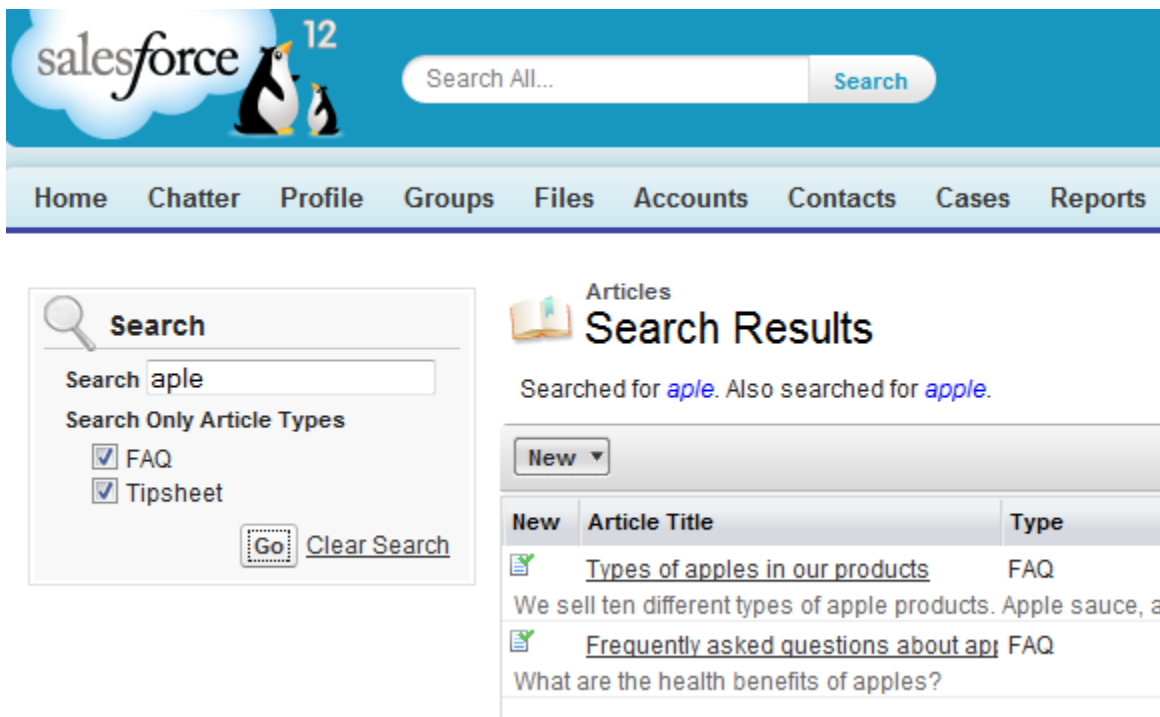 salesforce 12
Search All... Search
Home Chatter Profile Groups Files Accounts Contacts Cases Reports
Search
Search aple
Search Only Article Types
FAQ
Tipsheet
Go Clear Search
Articles
Search Results
Searched for aple. Also searched for apple.
New
New Article Title Type
Types of apples in our products FAQ
We sell ten different types of apple products. Apple sauce, a
Frequently asked questions about app FAQ
What are the health benefits of apples?